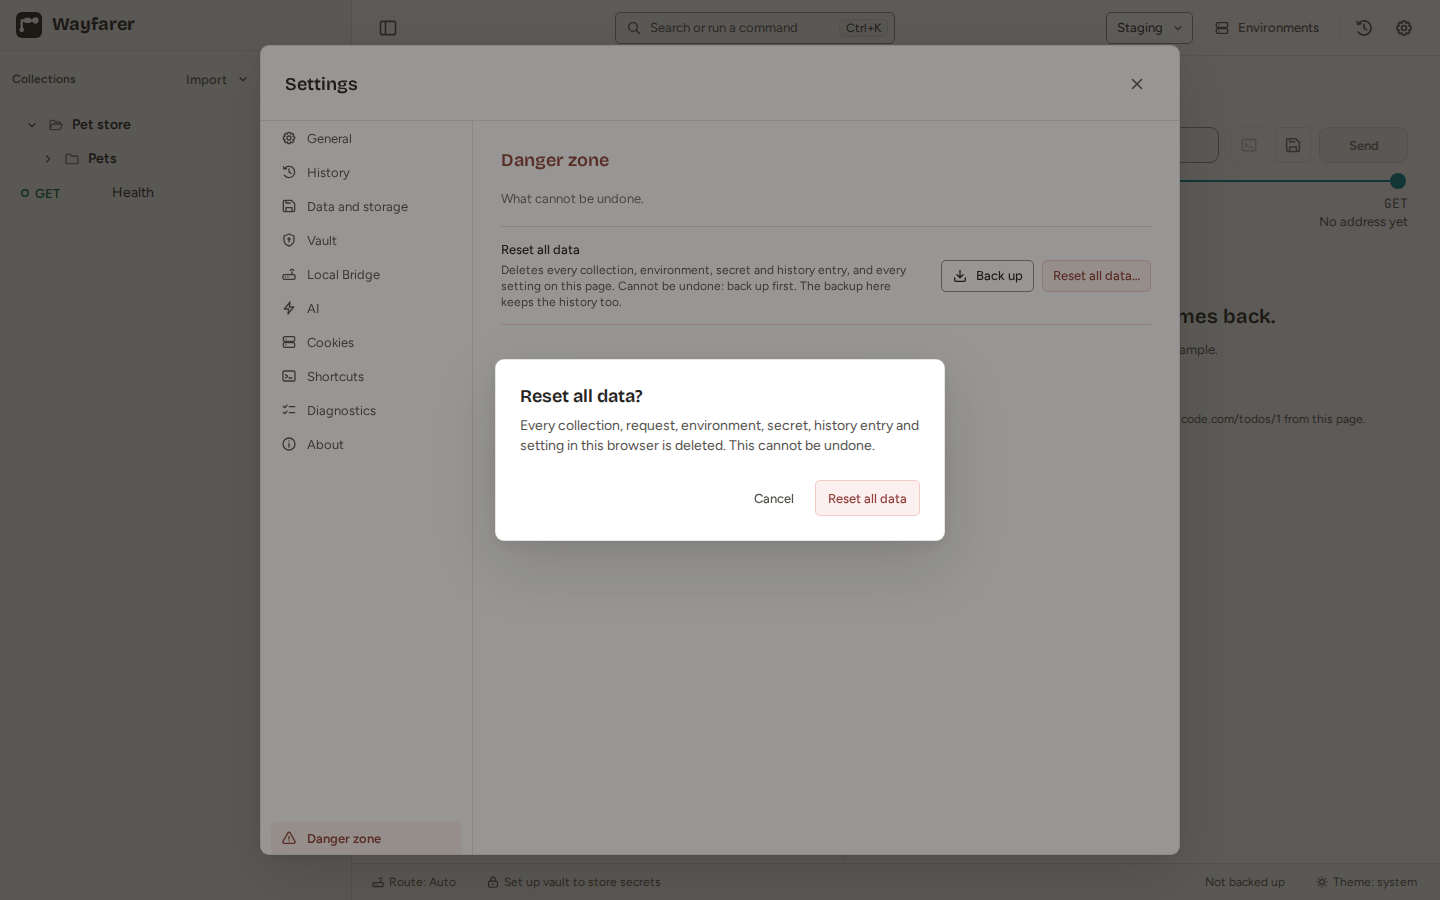 Wayfarer
Search or run a command
Ctrl+K
Staging
Environments
Collections
Import
Pet store
Pets
GET
Health
Settings
General
History
Data and storage
Vault
Local Bridge
AI
Cookies
Shortcuts
Diagnostics
About
Danger zone
Danger zone
What cannot be undone.
Reset all data
Deletes every collection, environment, secret and history entry, and every
setting on this page. Cannot be undone: back up first. The backup here
keeps the history too.
Back up
Reset all data...
Send
GET
No address yet
mes back.
ample.
code.com/todos/1 from this page.
Reset all data?
Every collection, request, environment, secret, history entry and
setting in this browser is deleted. This cannot be undone.
Cancel
Reset all data
Route: Auto
Set up vault to store secrets
Not backed up
Theme: system